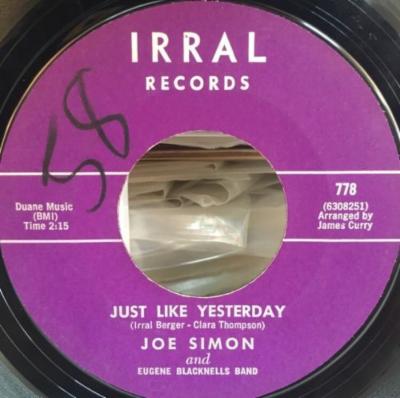 IRRAL
RECORDS
58
Duane Music
(BMI)
Time 2:15
778
(6308251)
Arranged by
James Curry
JUST LIKE YESTERDAY
(Irral Berger - Clara Thompson)
JOE SIMON
and
EUGENE BLACKNELLS BAND